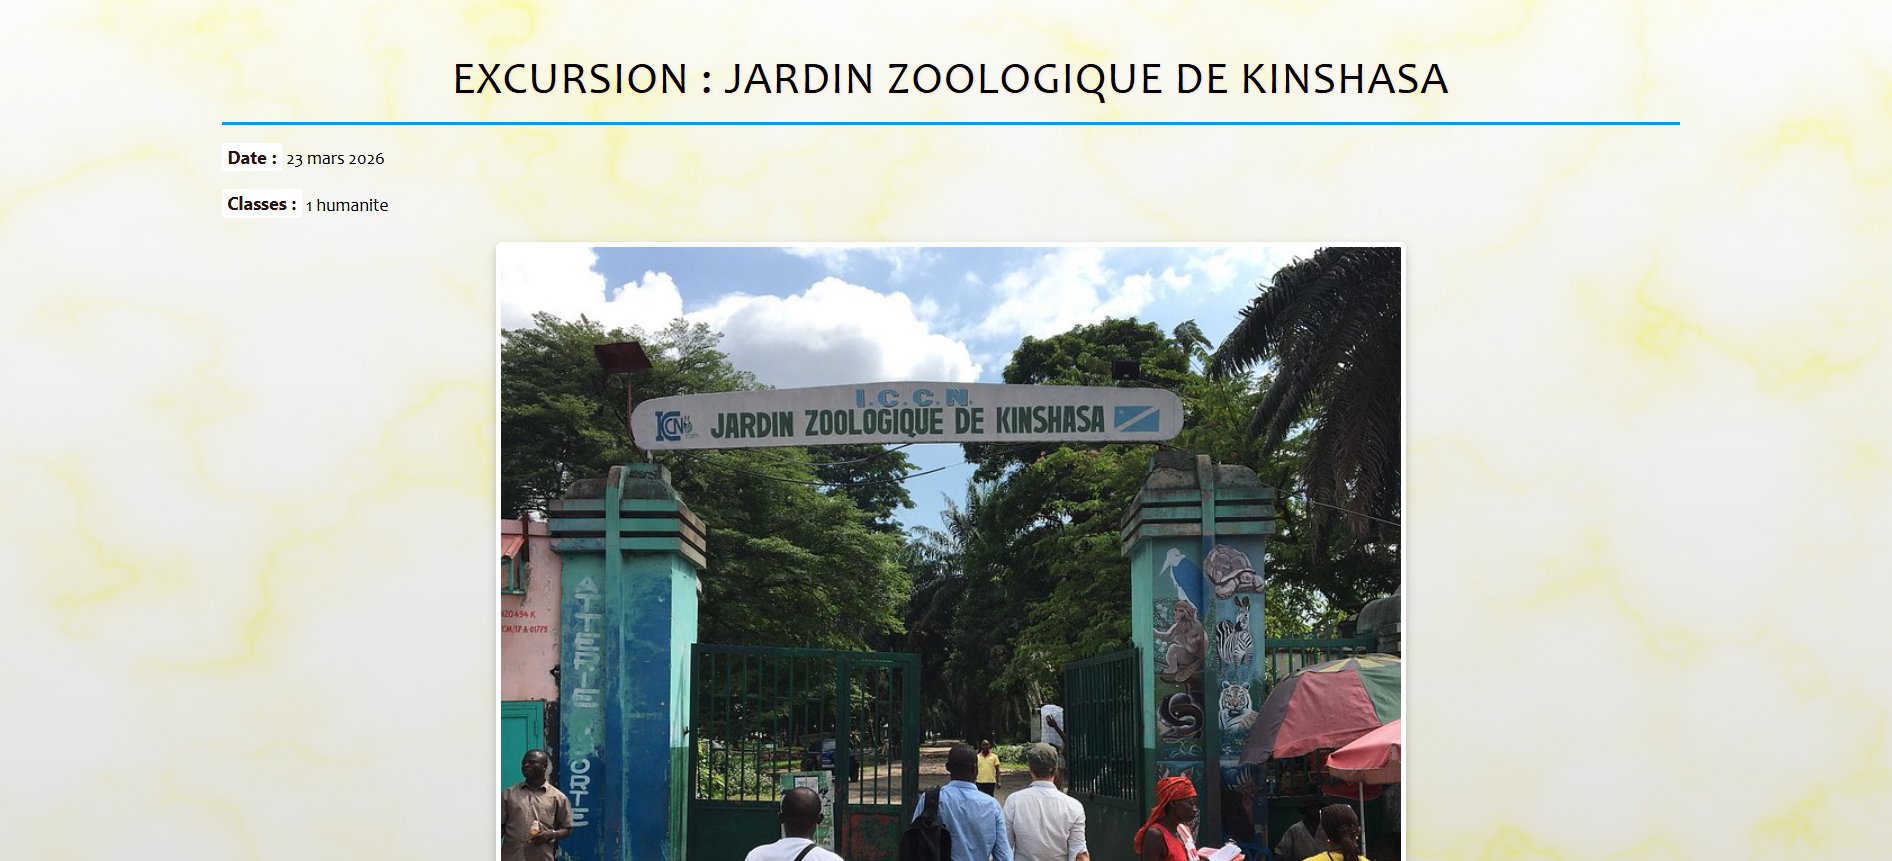 EXCURSION : JARDIN ZOOLOGIQUE DE KINSHASA
Date : 23 mars 2026
Classes : 1 humanite
I.C.C.N.
ICCN JARDIN ZOOLOGIQUE DE KINSHASA